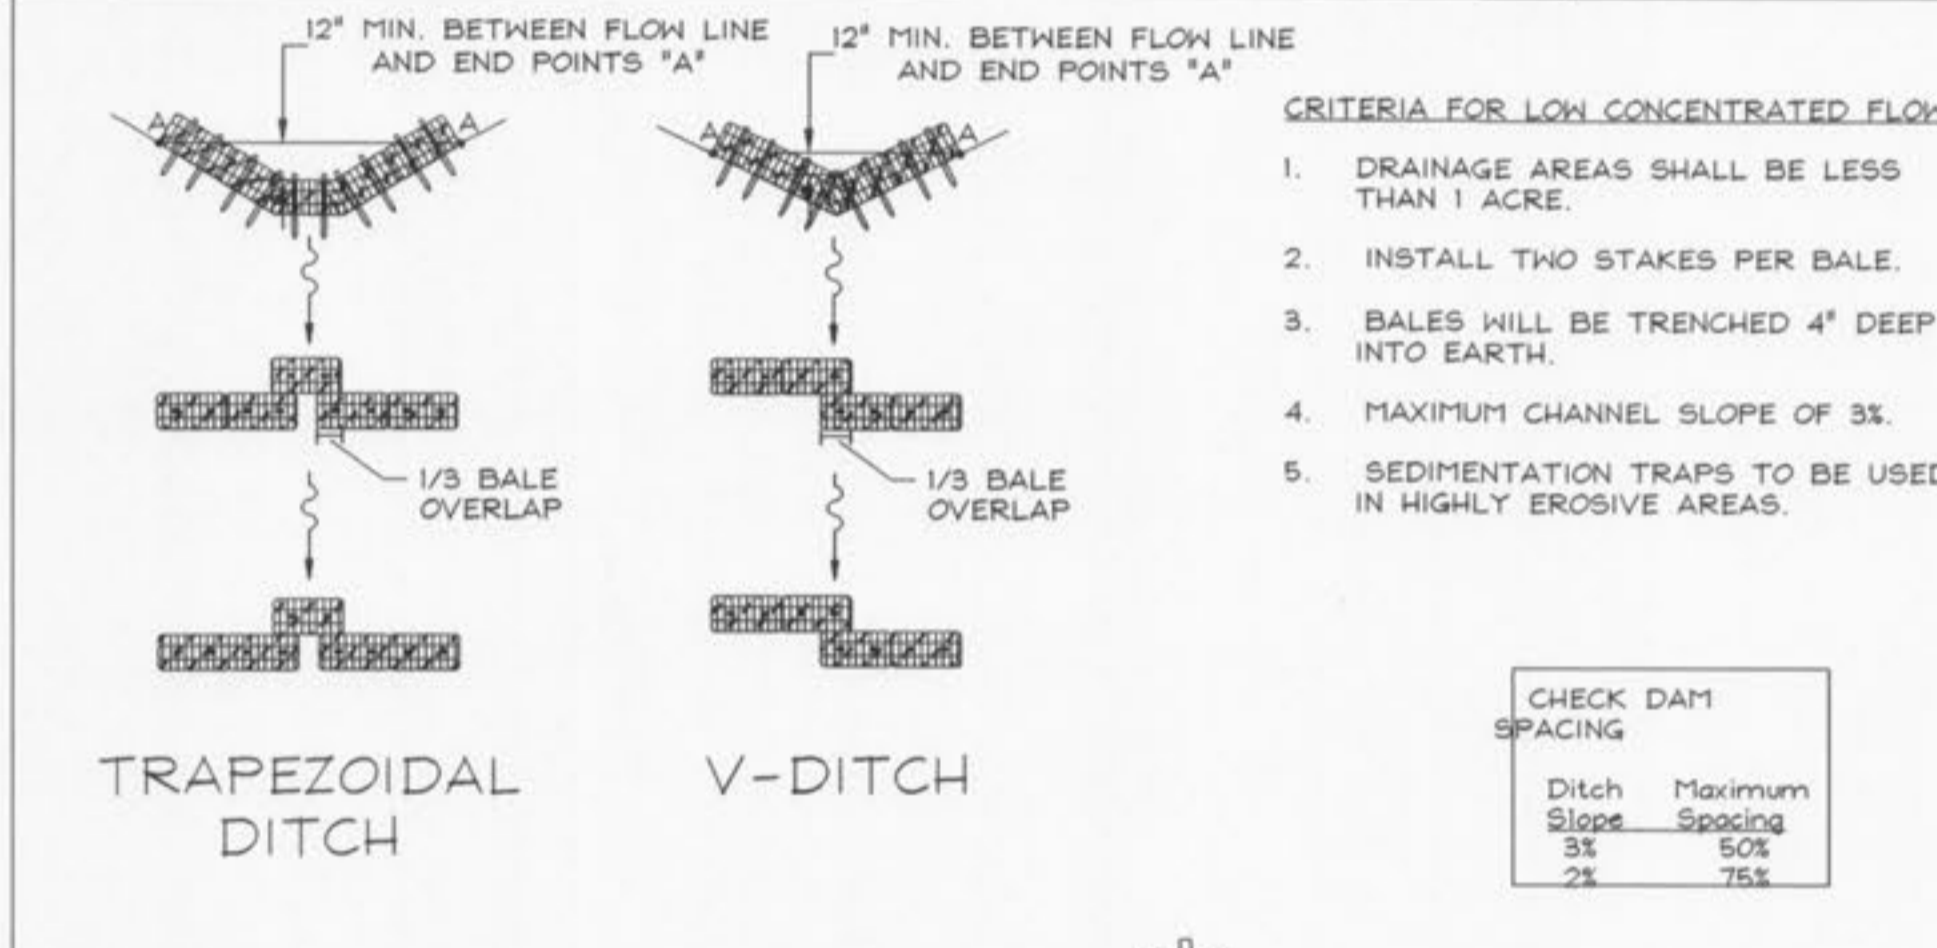 12" MIN. BETWEEN FLOW LINE
AND END POINTS "A"
12" MIN. BETWEEN FLOW LINE
AND END POINTS "A"
A
A
A
A
1/3 BALE
OVERLAP
1/3 BALE
OVERLAP
TRAPEZOIDAL
DITCH
V-DITCH
CRITERIA FOR LOW CONCENTRATED FLOW
1. DRAINAGE AREAS SHALL BE LESS
THAN 1 ACRE.
2. INSTALL TWO STAKES PER BALE.
3. BALES WILL BE TRENCHED 4" DEEP
INTO EARTH.
4. MAXIMUM CHANNEL SLOPE OF 3%.
5. SEDIMENTATION TRAPS TO BE USED
IN HIGHLY EROSIVE AREAS.
CHECK DAM
SPACING
Ditch Maximum
Slope Spacing
3% 50%
2% 75%